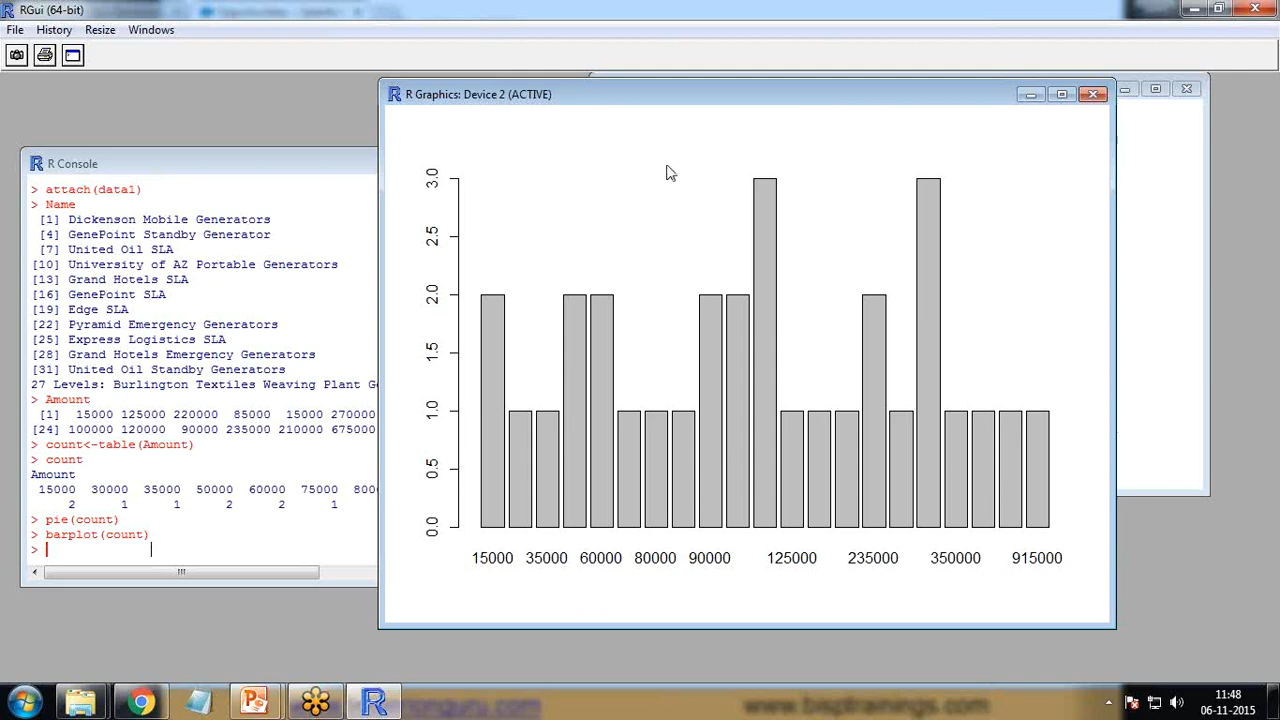 RGui (64-bit)
File History Resize Windows
R Graphics: Device 2 (ACTIVE)
3.0
2.5
2.0
1.5
1.0
0.5
0.0
15000 35000 60000 80000 90000 125000 235000 350000 915000
R Console
> attach(data1)
> Name
[1] Dickenson Mobile Generators
[4] GenePoint Standby Generator
[7] United Oil SLA
[10] University of AZ Portable Generators
[13] Grand Hotels SLA
[16] GenePoint SLA
[19] Edge SLA
[22] Pyramid Emergency Generators
[25] Express Logistics SLA
[28] Grand Hotels Emergency Generators
[31] United Oil Standby Generators
27 Levels: Burlington Textiles Weaving Plant G
> Amount
[1] 15000 125000 220000 85000 15000 270000
[24] 100000 120000 90000 235000 210000 675000
> count<-table(Amount)
> count
Amount
15000 30000 35000 50000 60000 75000 800
2 1 1 2 2 1
> pie(count)
> barplot(count)
>
www.bisptrainings.com
11:48
06-11-2015